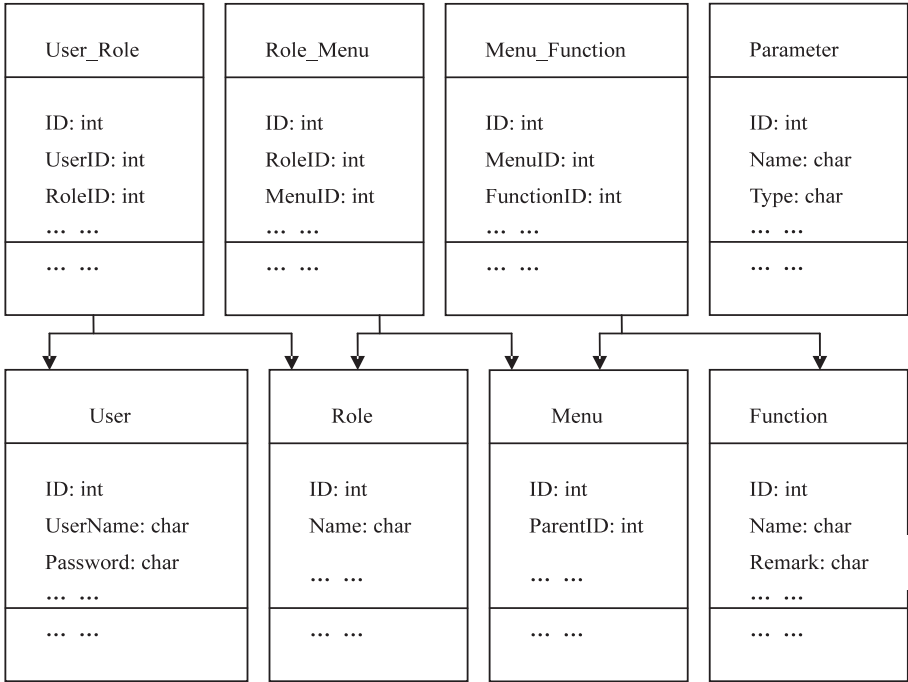 User_Role
ID: int
UserID: int
RoleID: int
... ...
... ...
Role_Menu
ID: int
RoleID: int
MenuID: int
... ...
... ...
Menu_Function
ID: int
MenuID: int
FunctionID: int
... ...
... ...
Parameter
ID: int
Name: char
Type: char
... ...
... ...
User
ID: int
UserName: char
Password: char
... ...
... ...
Role
ID: int
Name: char
... ...
... ...
Menu
ID: int
ParentID: int
... ...
... ...
Function
ID: int
Name: char
Remark: char
... ...
... ...